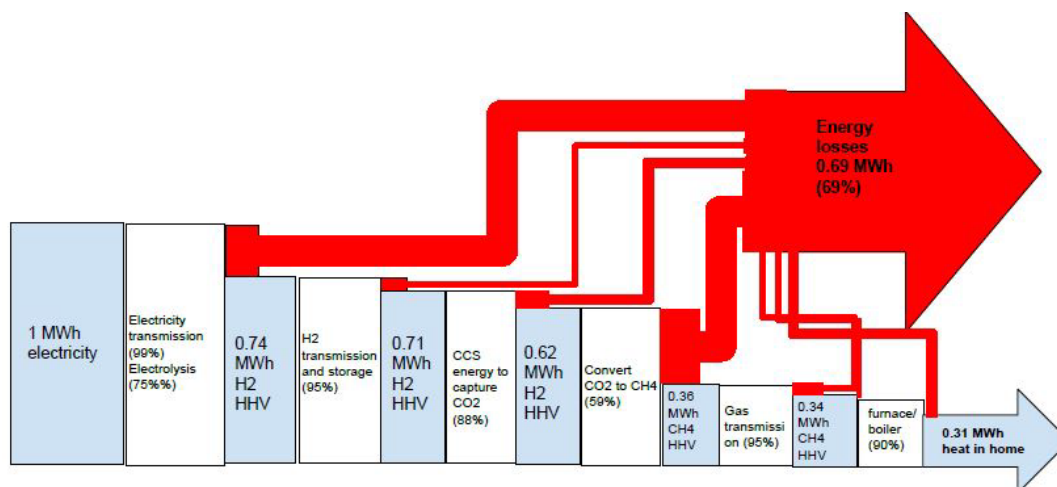 1 MWh
electricity
Electricity
transmission
(99%)
Electrolysis
(75%%)
0.74
MWh
H2
HHV
H2
transmission
and storage
(95%)
0.71
MWh
H2
HHV
CCS
energy to
capture
CO2
(88%)
0.62
MWh
H2
HHV
Convert
CO2 to CH4
(59%)
0.36
MWh
CH4
HHV
Gas
transmissi
on (95%)
0.34
MWh
CH4
HHV
furnace/
boiler
(90%)
0.31 MWh
heat in home
Energy
losses
0.69 MWh
(69%)